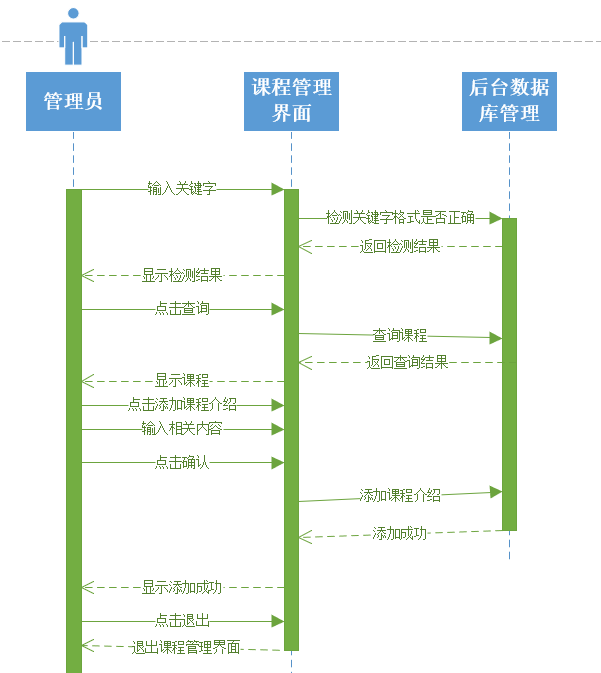 管理员
课程管理
界面
后台数据
库管理
输入关键字
检测关键字格式是否正确
返回检测结果
显示检测结果
点击查询
查询课程
返回查询结果
显示课程
点击添加课程介绍
输入相关内容
点击确认
添加课程介绍
添加成功
显示添加成功
点击退出
退出课程管理界面